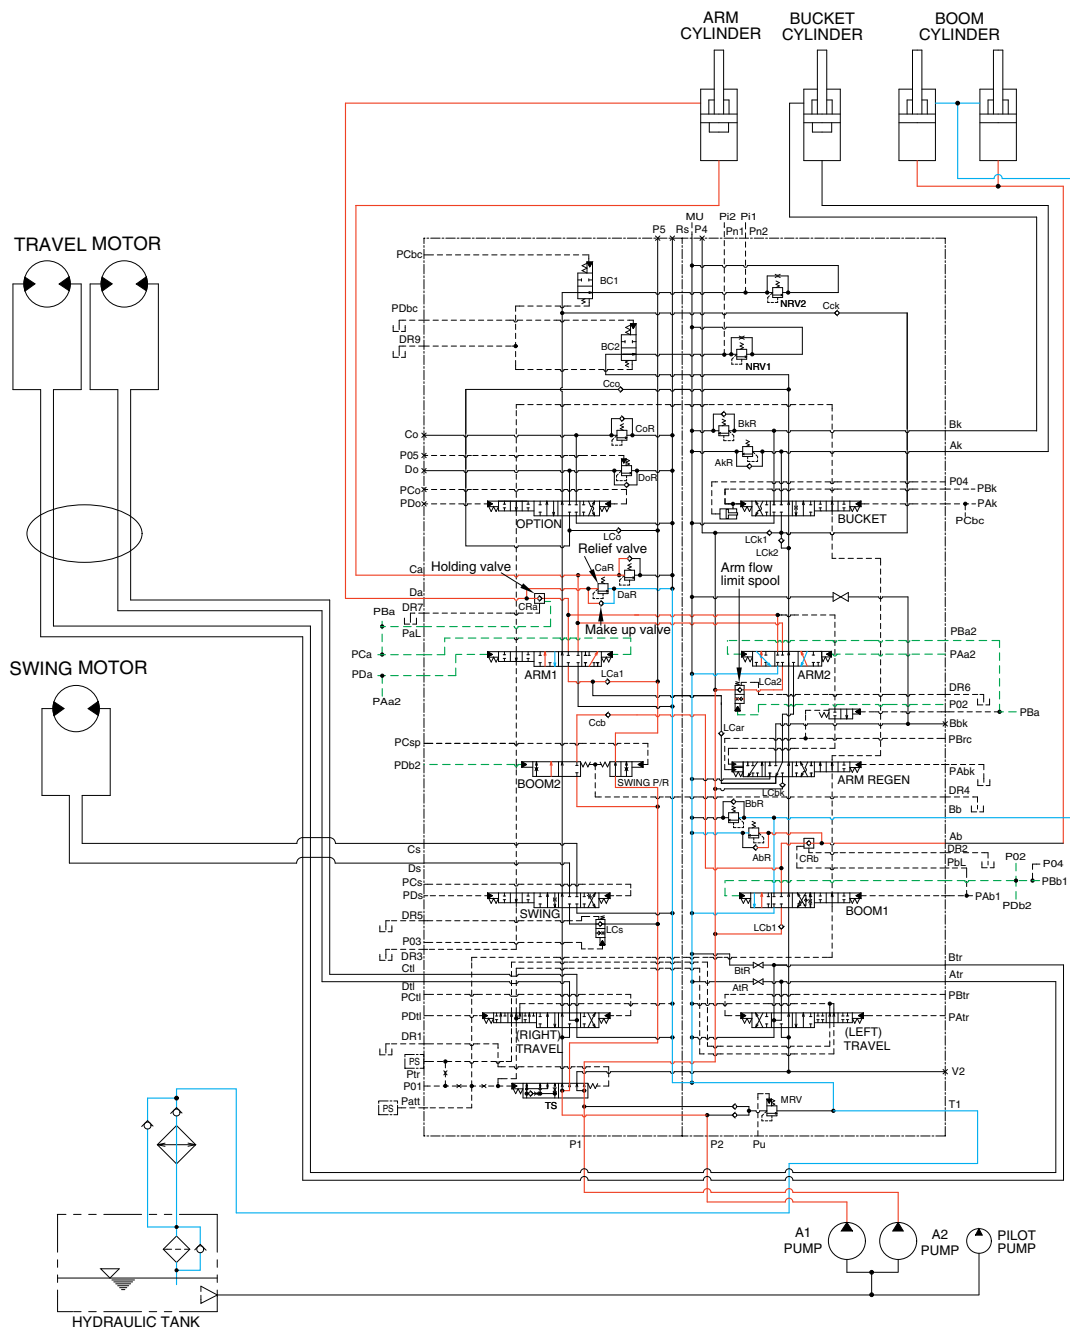 ARM
CYLINDER
BUCKET
CYLINDER
BOOM
CYLINDER
TRAVEL MOTOR
MU Pi2 Pi1
P5 Rs P4 Pn1 Pn2
PCbc
BC1
NRV2
Cck
PDbc
DR9
BC2
NRV1
Cco
Co
CoR
BkR
Bk
P05
AkR
Ak
Do
DoR
P04
PCo
PBk
PDo
PAk
OPTION
BUCKET
PCbc
LCo
LCk1
LCk2
Relief valve
Holding valve
Arm flow
limit spool
Ca
CaR
Da
DaR
DR7
CRa
PBa
PaL
Make up valve
PBa2
PCa
PAa2
PDa
ARM1
LCa1
LCa2
ARM2
PAa2
DR6
P02
PBa
SWING MOTOR
Ccb
LCar
Bbk
PCsp
PBrc
PDb2
BOOM2
SWING P/R
ARM REGEN
PAbk
LCbk
DR4
BbR
Bb
AbR
CRb
Ab
DR2
Cs
Ds
PbL
P02
P04
PCs
PBb1
PDs
PAb1
PDb2
SWING
BOOM1
DR5
LCs
LCb1
P03
DR3
Ctl
BtR
Btr
Dtl
AtR
Atr
PCtl
PBtr
PDtl
PAtr
(RIGHT)
TRAVEL
(LEFT)
TRAVEL
DR1
PS
Ptr
V2
P01
Patt
PS
TS
MRV
T1
P1
P2
Pu
A1
PUMP
A2
PUMP
PILOT
PUMP
HYDRAULIC TANK